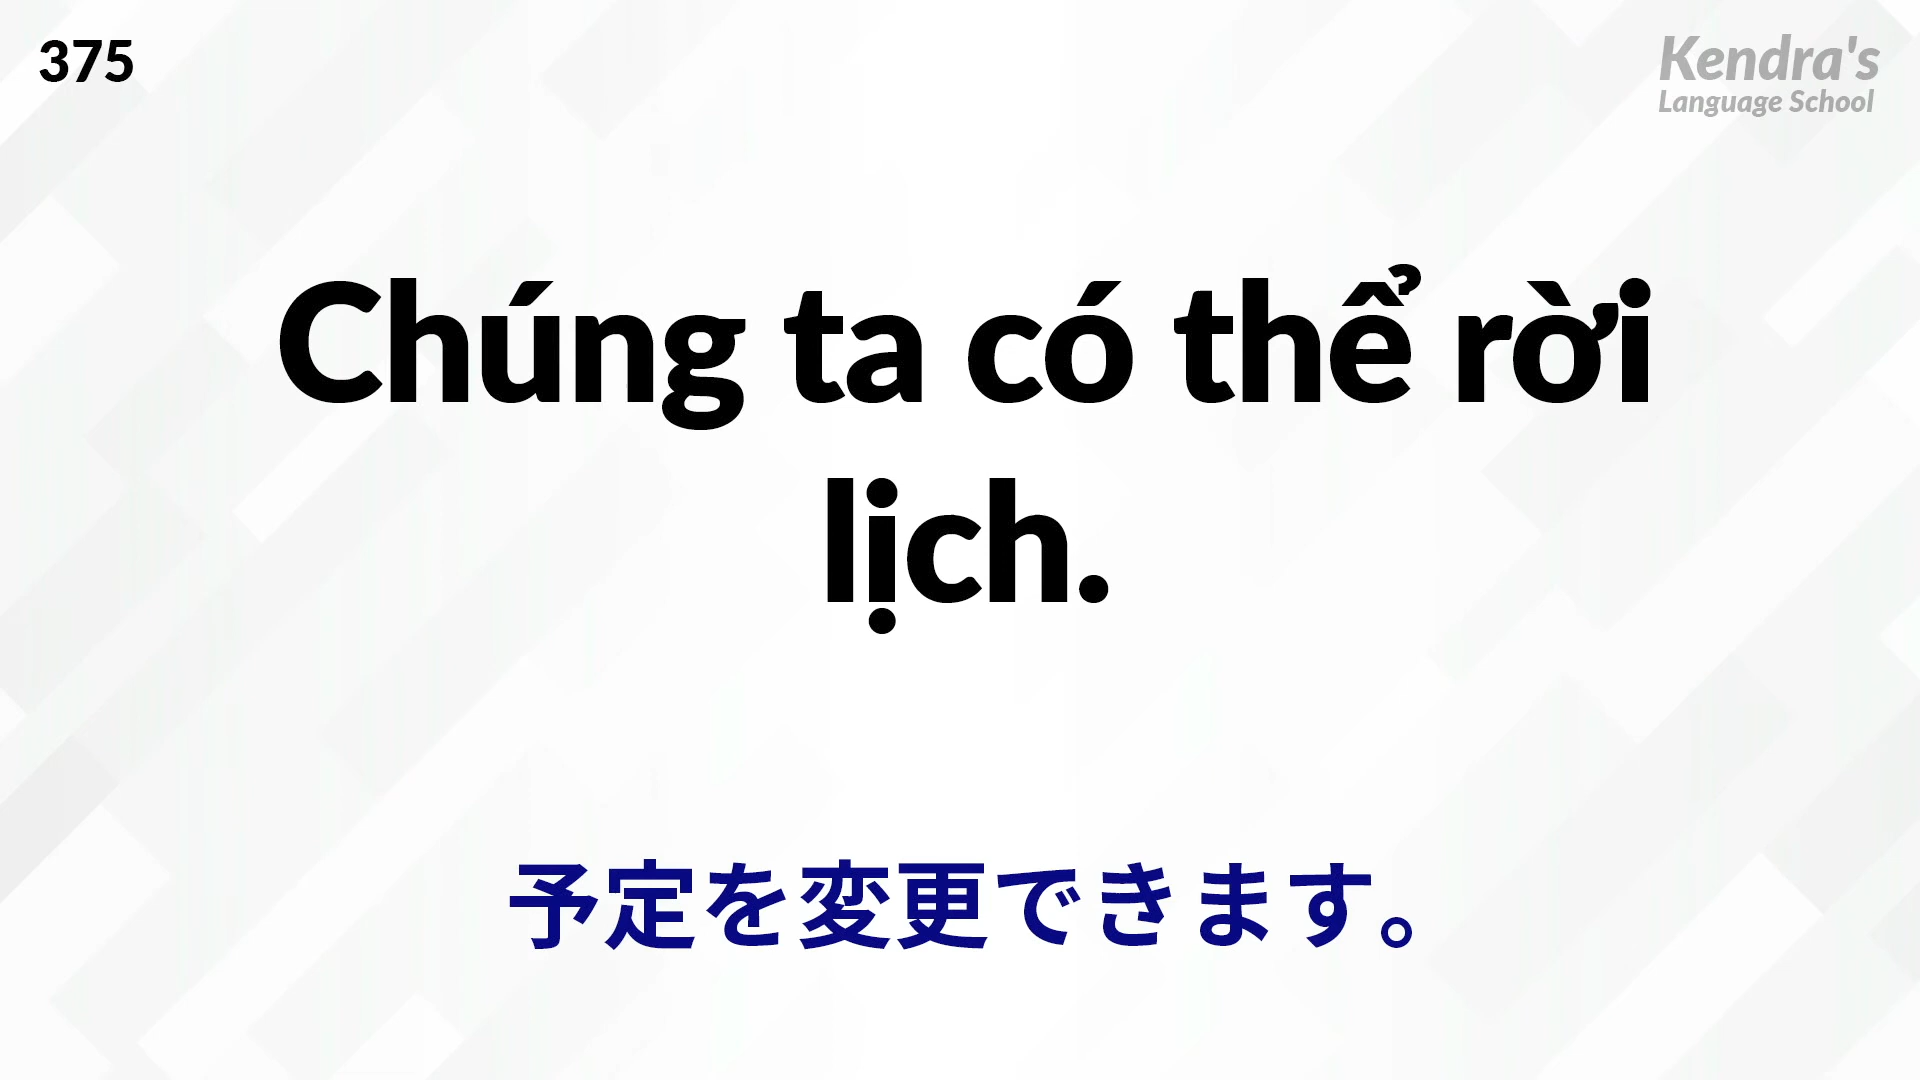 375
Kendra's
Language School
Chúng ta có thể rời
lịch.
予定を変更できます。